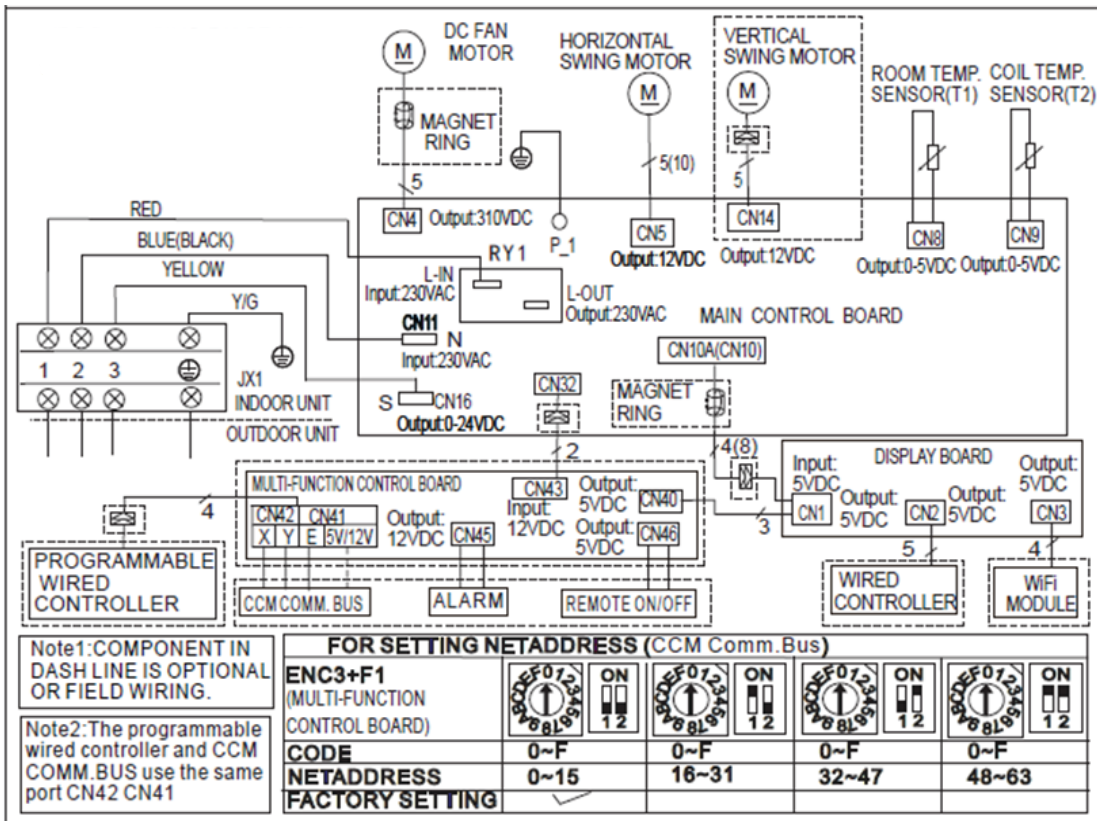 DC FAN
MOTOR
M
MAGNET
RING
5
HORIZONTAL
SWING MOTOR
M
5(10)
VERTICAL
SWING MOTOR
M
5
ROOM TEMP.
SENSOR(T1)
COIL TEMP.
SENSOR(T2)
RED
BLUE(BLACK)
YELLOW
Y/G
CN4
Output:310VDC
P_1
CN5
Output:12VDC
CN14
Output:12VDC
CN8
Output:0-5VDC
CN9
Output:0-5VDC
RY1
L-IN
Input:230VAC
L-OUT
Output:230VAC
CN11
N
Input:230VAC
MAIN CONTROL BOARD
CN10A(CN10)
MAGNET
RING
S
CN16
Output:0-24VDC
CN32
2
4(8)
1 2 3
JX1
INDOOR UNIT
OUTDOOR UNIT
MULTI-FUNCTION CONTROL BOARD
4
CN42 CN41
X Y E 5V/12V
Output:
12VDC
CN45
CN43
Input:
12VDC
Output:
5VDC
CN40
Output:
5VDC
CN46
3
DISPLAY BOARD
Input:
5VDC
CN1
Output:
5VDC
CN2
Output:
5VDC
Output:
5VDC
CN3
5
4
PROGRAMMABLE
WIRED
CONTROLLER
CCM COMM. BUS
ALARM
REMOTE ON/OFF
WIRED
CONTROLLER
WiFi
MODULE
Note1:COMPONENT IN
DASH LINE IS OPTIONAL
OR FIELD WIRING.
Note2:The programmable
wired controller and CCM
COMM.BUS use the same
port CN42 CN41
FOR SETTING NETADDRESS (CCM Comm.Bus)
ENC3+F1
(MULTI-FUNCTION
CONTROL BOARD)
0123456789ABCDEF
ON
1 2
0123456789ABCDEF
ON
1 2
0123456789ABCDEF
ON
1 2
0123456789ABCDEF
ON
1 2
CODE 0~F 0~F 0~F 0~F
NETADDRESS 0~15 16~31 32~47 48~63
FACTORY SETTING